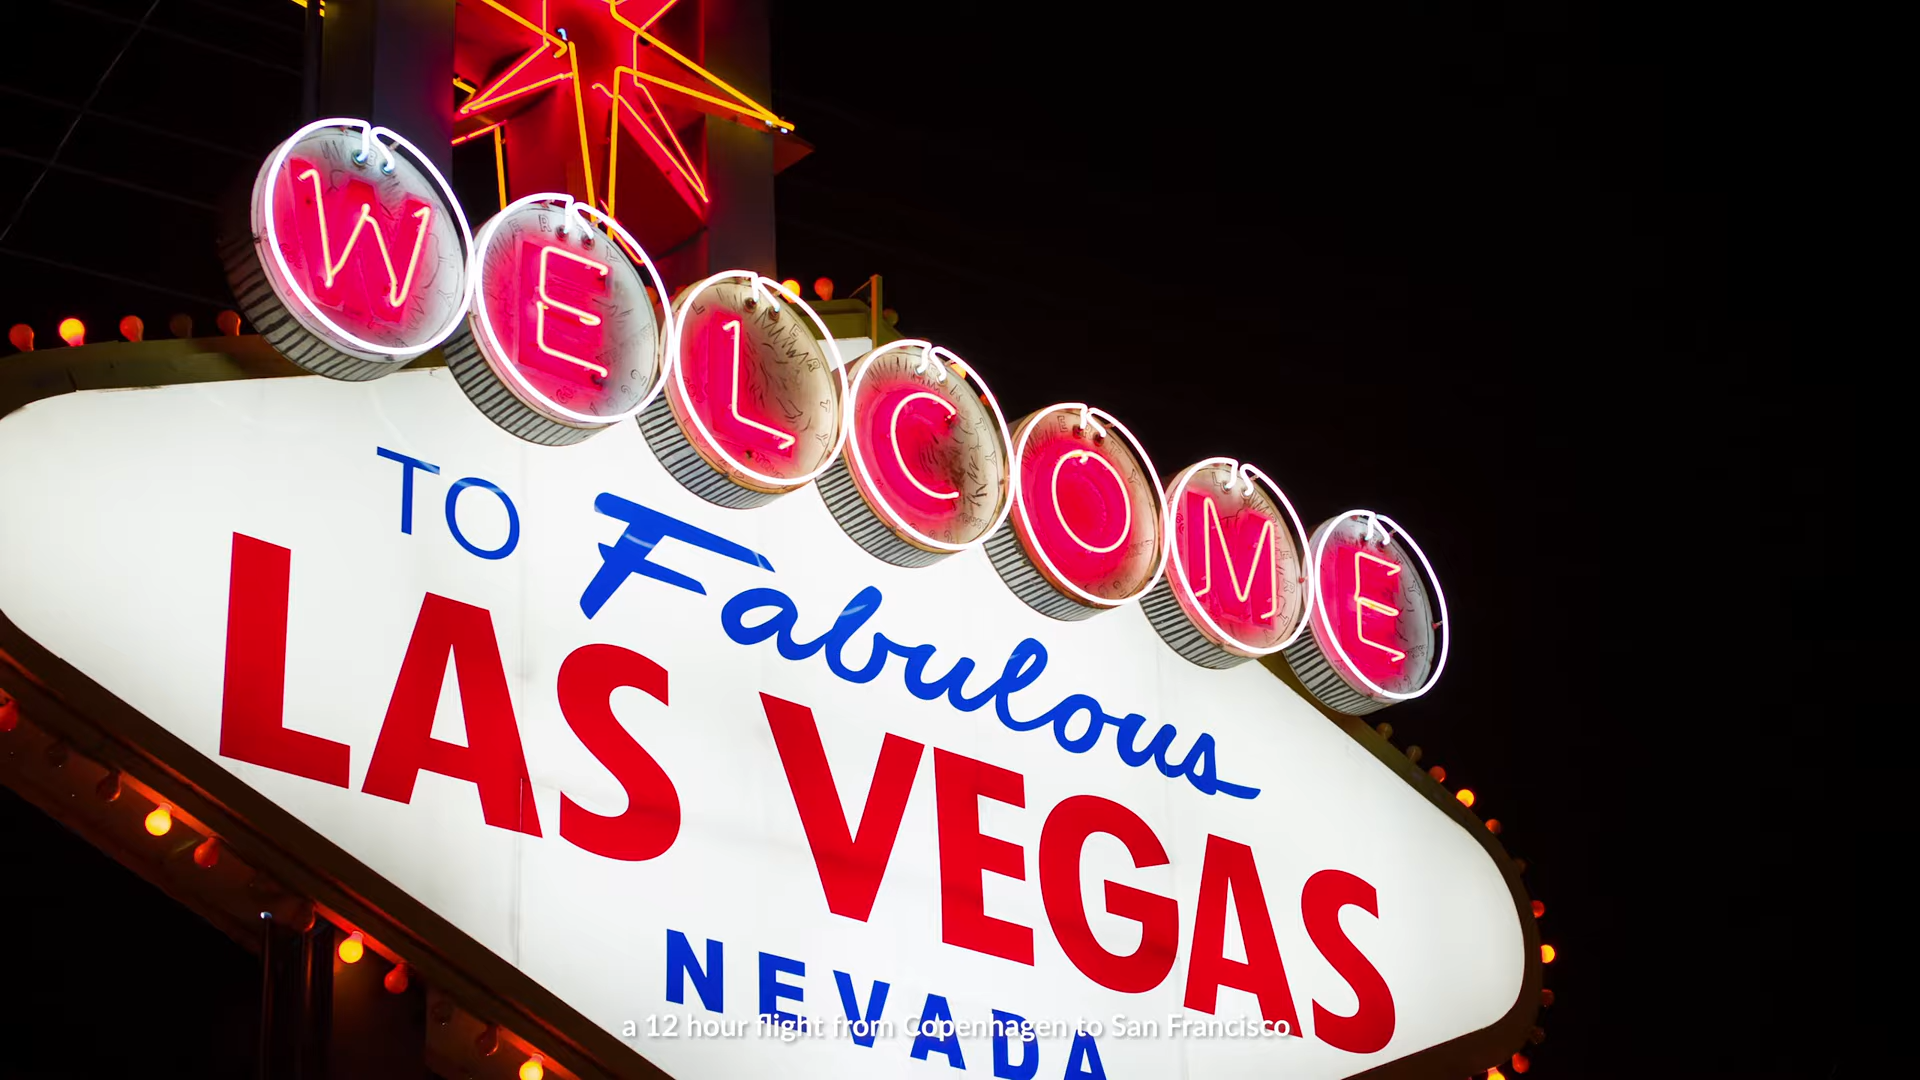 WELCOME
TO Fabulous
LAS VEGAS
NEVADA
a 12 hour flight from Copenhagen to San Francisco